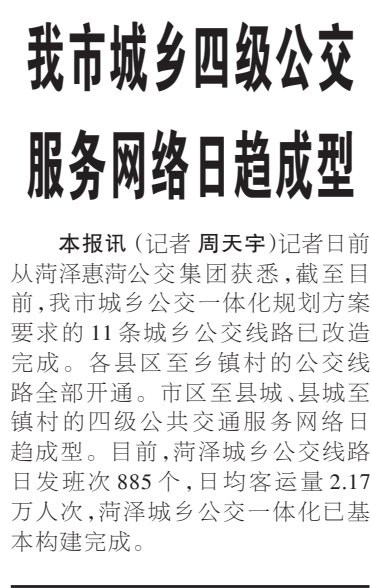 我市城乡四级公交
服务网络日趋成型
本报讯（记者 周天宇）记者日前
从菏泽惠菏公交集团获悉,截至目
前,我市城乡公交一体化规划方案
要求的11条城乡公交线路已改造
完成。各县区至乡镇村的公交线
路全部开通。市区至县城、县城至
镇村的四级公共交通服务网络日
趋成型。目前,菏泽城乡公交线路
日发班次885个,日均客运量2.17
万人次,菏泽城乡公交一体化已基
本构建完成。